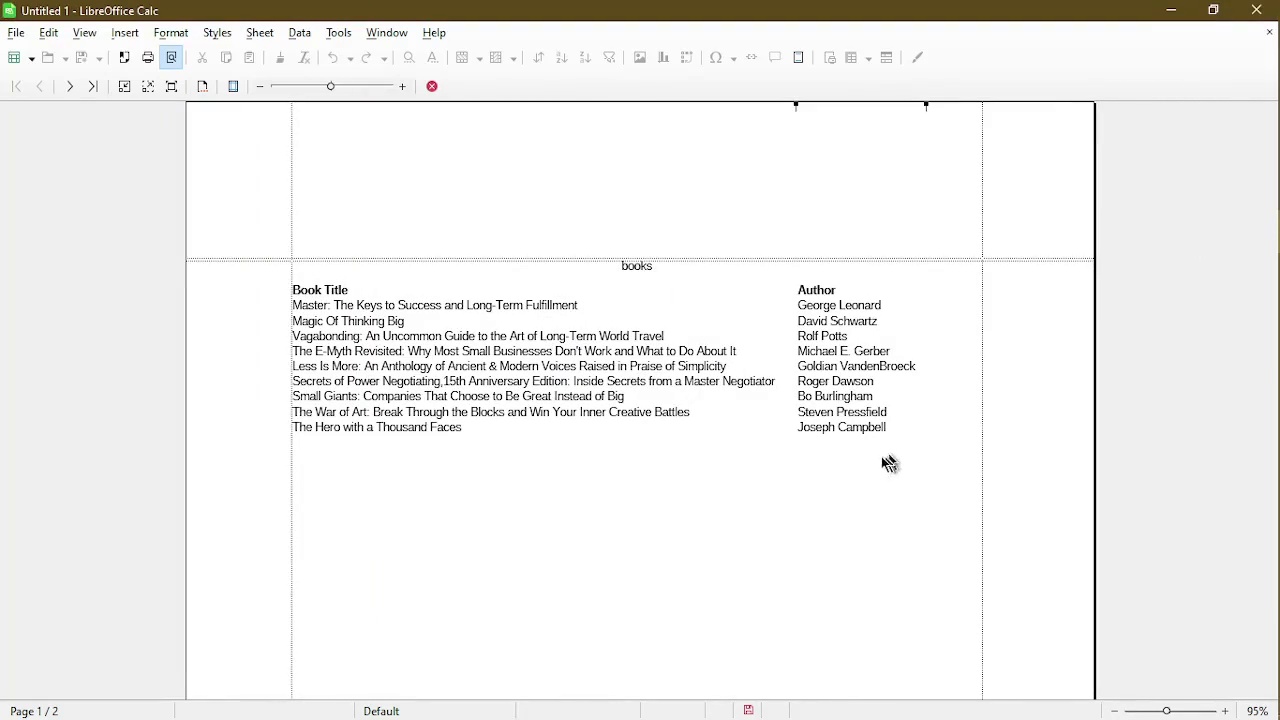 Untitled 1 - LibreOffice Calc
File Edit View Insert Format Styles Sheet Data Tools Window Help
books
Book Title Author
Master: The Keys to Success and Long-Term Fulfillment George Leonard
Magic Of Thinking Big David Schwartz
Vagabonding: An Uncommon Guide to the Art of Long-Term World Travel Rolf Potts
The E-Myth Revisited: Why Most Small Businesses Don't Work and What to Do About It Michael E. Gerber
Less Is More: An Anthology of Ancient & Modern Voices Raised in Praise of Simplicity Goldian VandenBroeck
Secrets of Power Negotiating,15th Anniversary Edition: Inside Secrets from a Master Negotiator Roger Dawson
Small Giants: Companies That Choose to Be Great Instead of Big Bo Burlingham
The War of Art: Break Through the Blocks and Win Your Inner Creative Battles Steven Pressfield
The Hero with a Thousand Faces Joseph Campbell
Page 1 / 2 Default 95%